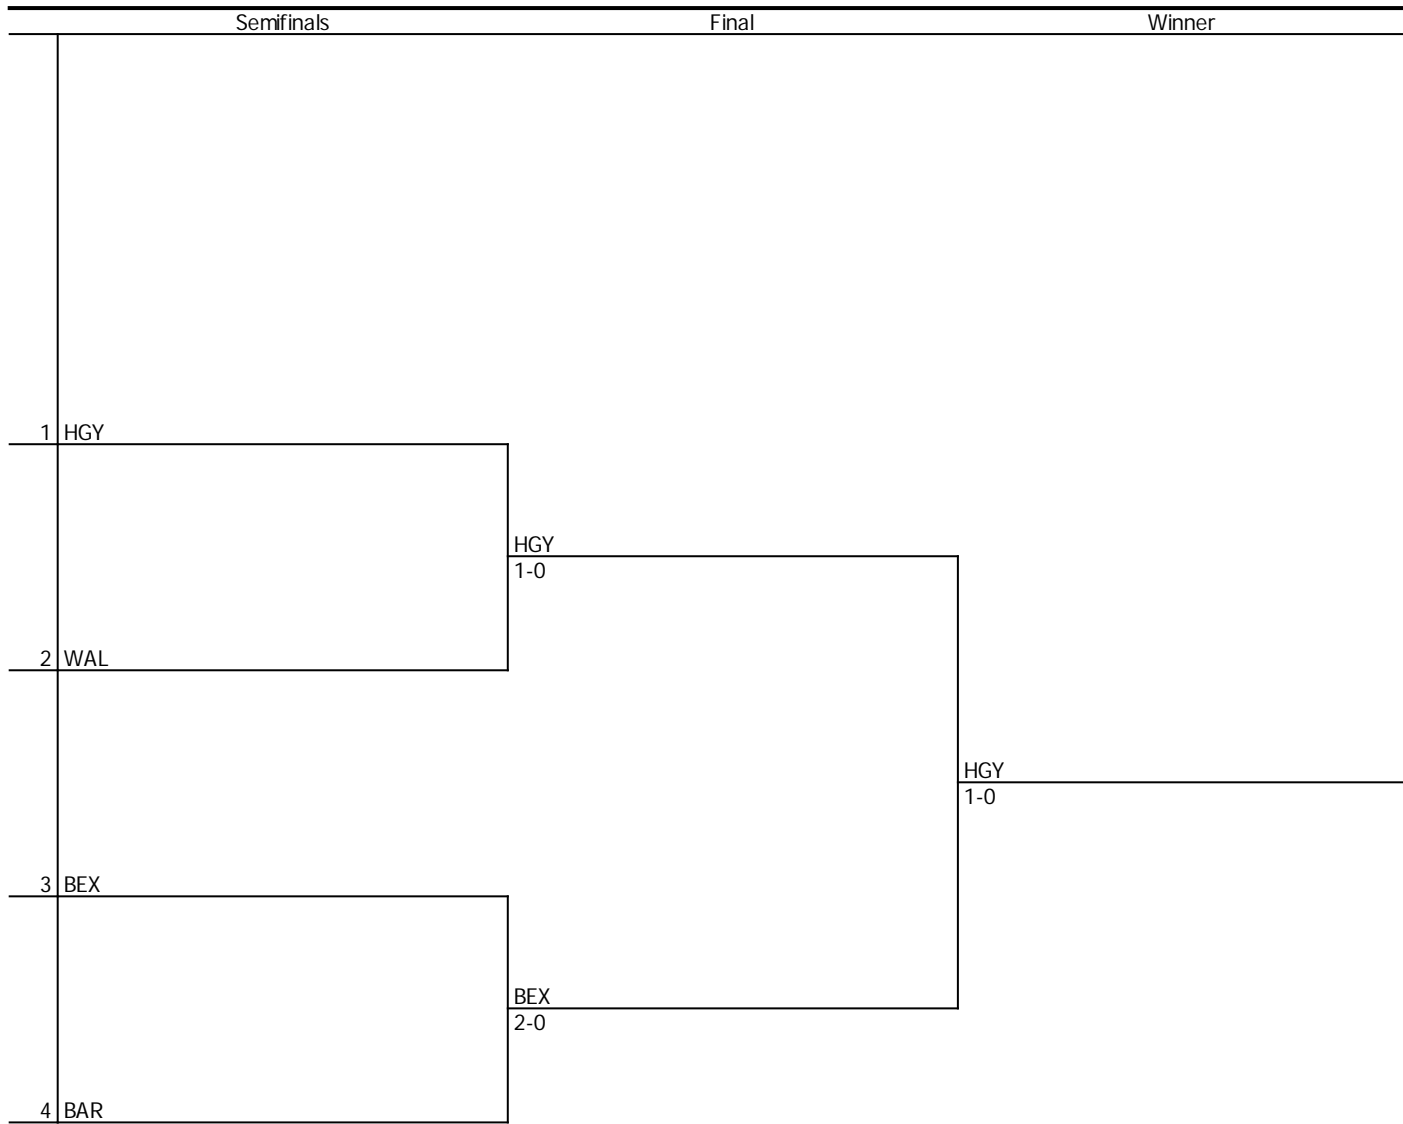 Semifinals Final Winner
1 HGY
HGY
1-0
2 WAL
HGY
1-0
3 BEX
BEX
2-0
4 BAR